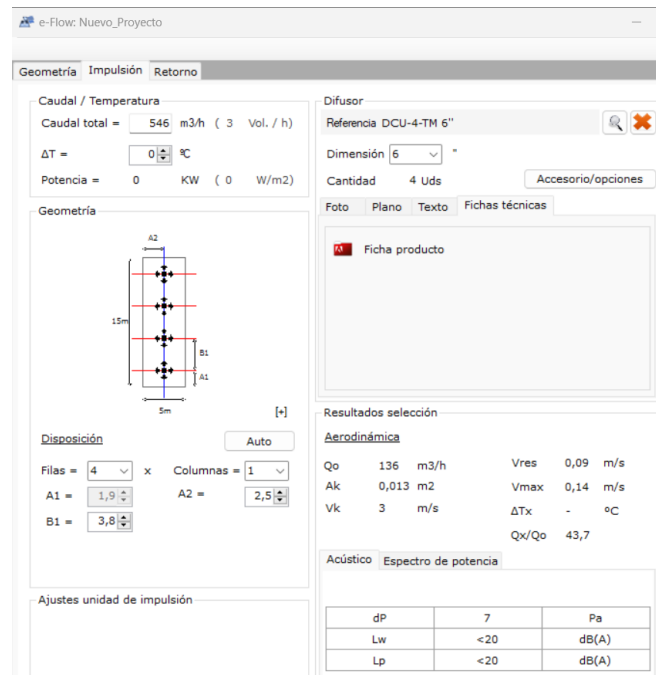 e-Flow: Nuevo_Proyecto
Geometría Impulsión Retorno
Caudal / Temperatura
Caudal total = 546 m3/h ( 3 Vol. / h)
ΔT = 0 ºC
Potencia = 0 KW ( 0 W/m2)
Geometría
A2
15m
B1
A1
5m
[+]
Disposición Auto
Filas = 4 x Columnas = 1
A1 = 1,9 A2 = 2,5
B1 = 3,8
Ajustes unidad de impulsión
Difusor
Referencia DCU-4-TM 6"
Dimensión 6 "
Cantidad 4 Uds Accesorio/opciones
Foto Plano Texto Fichas técnicas
Ficha producto
Resultados selección
Aerodinámica
Qo 136 m3/h Vres 0,09 m/s
Ak 0,013 m2 Vmax 0,14 m/s
Vk 3 m/s ΔTx - ºC
Qx/Qo 43,7
Acústico Espectro de potencia
dP 7 Pa
Lw <20 dB(A)
Lp <20 dB(A)